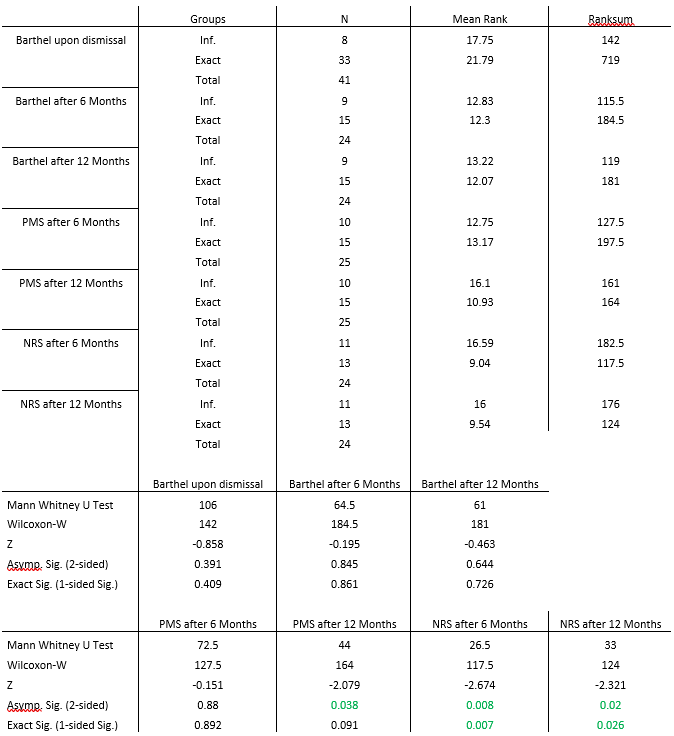 Groups N Mean Rank Ranksum
Barthel upon dismissal Inf. 8 17.75 142
Exact 33 21.79 719
Total 41
Barthel after 6 Months Inf. 9 12.83 115.5
Exact 15 12.3 184.5
Total 24
Barthel after 12 Months Inf. 9 13.22 119
Exact 15 12.07 181
Total 24
PMS after 6 Months Inf. 10 12.75 127.5
Exact 15 13.17 197.5
Total 25
PMS after 12 Months Inf. 10 16.1 161
Exact 15 10.93 164
Total 25
NRS after 6 Months Inf. 11 16.59 182.5
Exact 13 9.04 117.5
Total 24
NRS after 12 Months Inf. 11 16 176
Exact 13 9.54 124
Total 24
Barthel upon dismissal Barthel after 6 Months Barthel after 12 Months
Mann Whitney U Test 106 64.5 61
Wilcoxon-W 142 184.5 181
Z -0.858 -0.195 -0.463
Asymp. Sig. (2-sided) 0.391 0.845 0.644
Exact Sig. (1-sided Sig.) 0.409 0.861 0.726
PMS after 6 Months PMS after 12 Months NRS after 6 Months NRS after 12 Months
Mann Whitney U Test 72.5 44 26.5 33
Wilcoxon-W 127.5 164 117.5 124
Z -0.151 -2.079 -2.674 -2.321
Asymp. Sig. (2-sided) 0.88 0.038 0.008 0.02
Exact Sig. (1-sided Sig.) 0.892 0.091 0.007 0.026